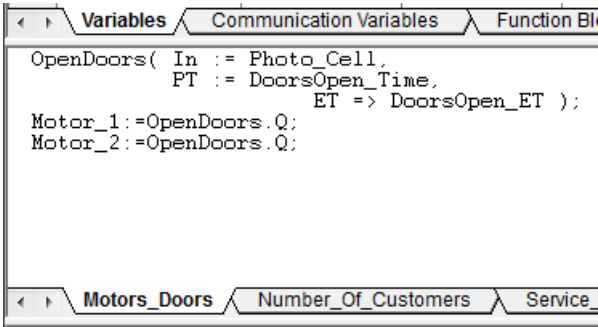 Variables Communication Variables Function Bl
OpenDoors( In := Photo_Cell,
PT := DoorsOpen_Time,
ET => DoorsOpen_ET );
Motor_1:=OpenDoors.Q;
Motor_2:=OpenDoors.Q;
Motors_Doors Number_Of_Customers Service_